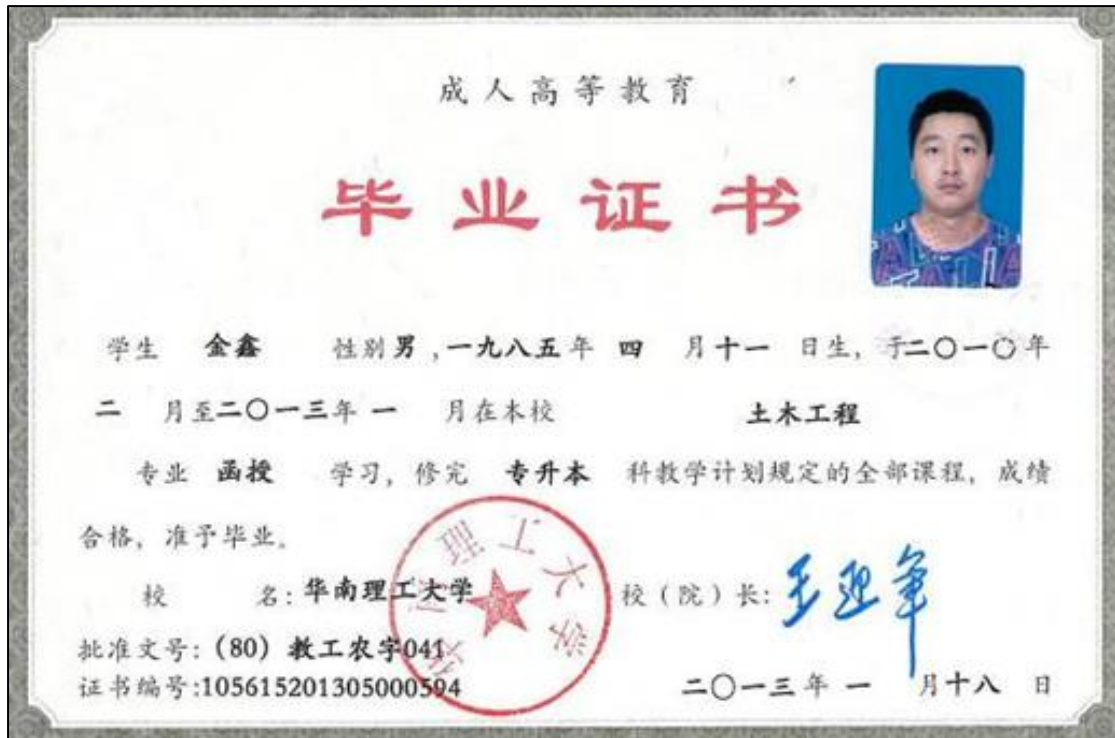 成人高等教育
毕业证书
学生 金鑫 性别男,一九八五年 四 月十一 日生,于二〇一〇年
二 月至二〇一三年 一 月在本校 土木工程
专业 函授 学习,修完 专升本 科教学计划规定的全部课程,成绩
合格,准予毕业。
校 名:华南理工大学 校(院)长:
批准文号:(80)教工农字041
证书编号:105615201305000594 二〇一三年 一 月十八 日
华南理工大学